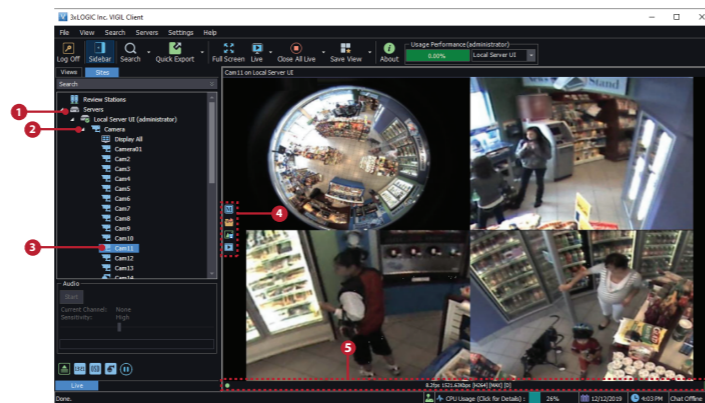 3xLOGIC Inc. VIGIL Client
File View Search Servers Settings Help
Log Off Sidebar Search Quick Export Full Screen Live Close All Live Save View About
Usage Performance (administrator)
0.00% Local Server UI
Views Sites
Cam11 on Local Server UI
Search
Review Stations
1 Servers
Local Server UI (administrator)
2 Camera
Display All
Camera01
Cam2
Cam3
Cam4
Cam5
Cam6
Cam7
Cam8
Cam9
Cam10
3 Cam11
Cam12
Cam13
Cam14
4
Audio
Start
Current Channel: None
Sensitivity: High
5
Live
Done.
CPU Usage (Click for Details) : 26% 12/12/2019 4:03 PM Chat Offline